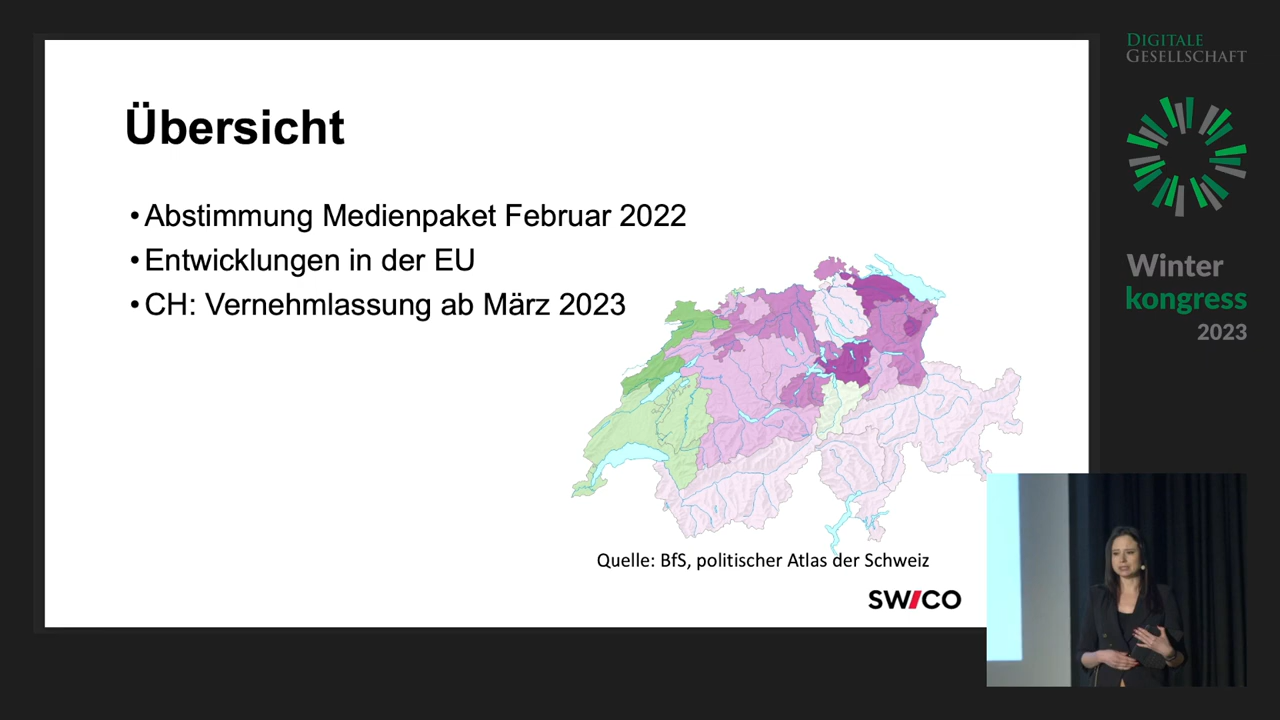 DIGITALE
GESELLSCHAFT
Übersicht
•Abstimmung Medienpaket Februar 2022
•Entwicklungen in der EU
•CH: Vernehmlassung ab März 2023
Winter
kongress
2023
Quelle: BfS, politischer Atlas der Schweiz
SWICO